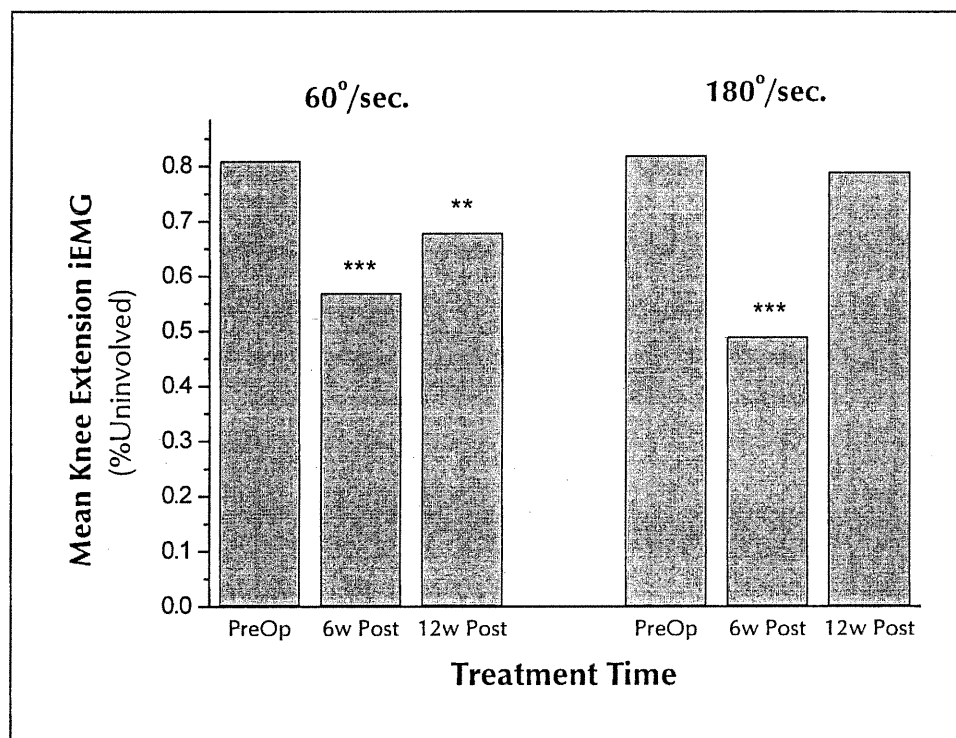 60°/sec.
180°/sec.
Mean Knee Extension iEMG
(%Uninvolved)
0.8
0.7
0.6
0.5
0.4
0.3
0.2
0.1
0.0
***
**
***
PreOp
6w Post
12w Post
PreOp
6w Post
12w Post
Treatment Time